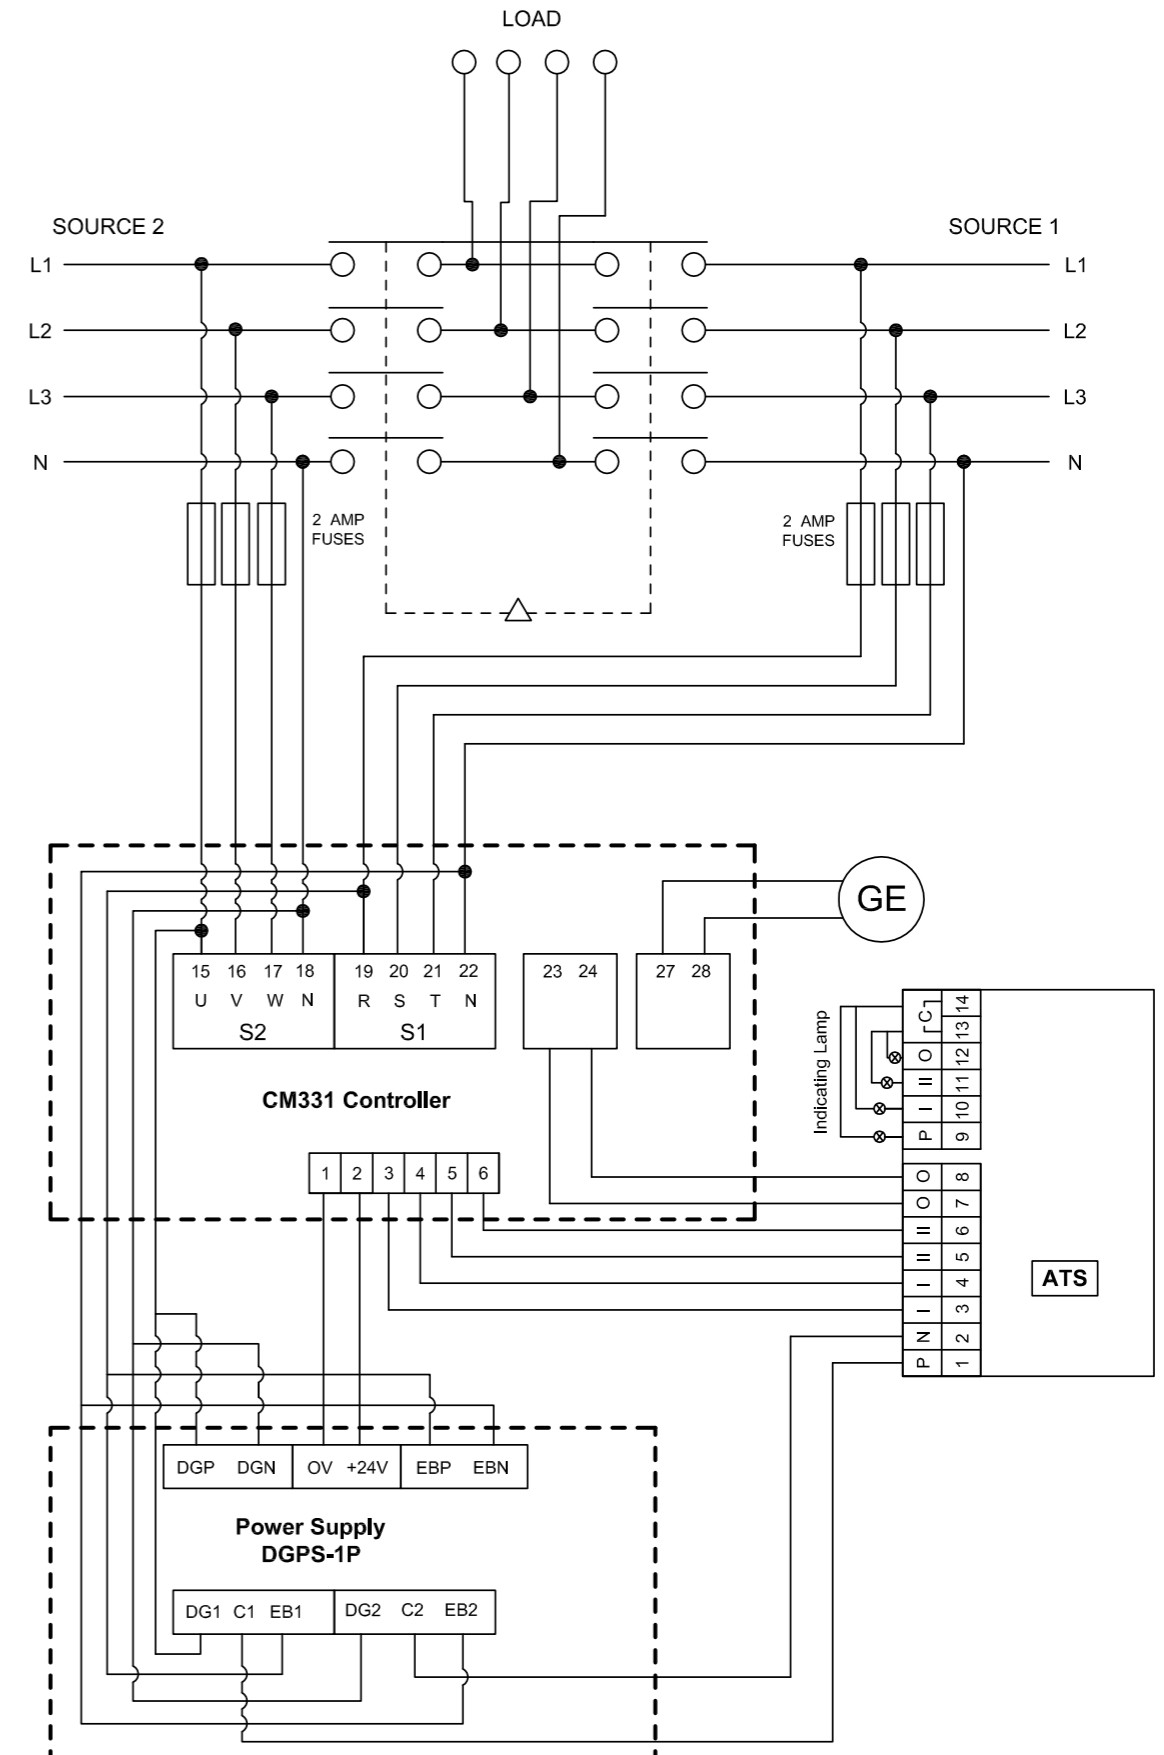 LOAD
SOURCE 2
SOURCE 1
L1
L1
L2
L2
L3
L3
N
N
2 AMP
FUSES
2 AMP
FUSES
GE
15 16 17 18 19 20 21 22 23 24 27 28
U V W N R S T N
S2 S1
CM331 Controller
Indicating Lamp
C 14
13
O 12
II 11
I 10
P 9
O 8
O 7
II 6
II 5
I 4
I 3
N 2
P 1
ATS
1 2 3 4 5 6
DGP DGN OV +24V EBP EBN
Power Supply
DGPS-1P
DG1 C1 EB1 DG2 C2 EB2